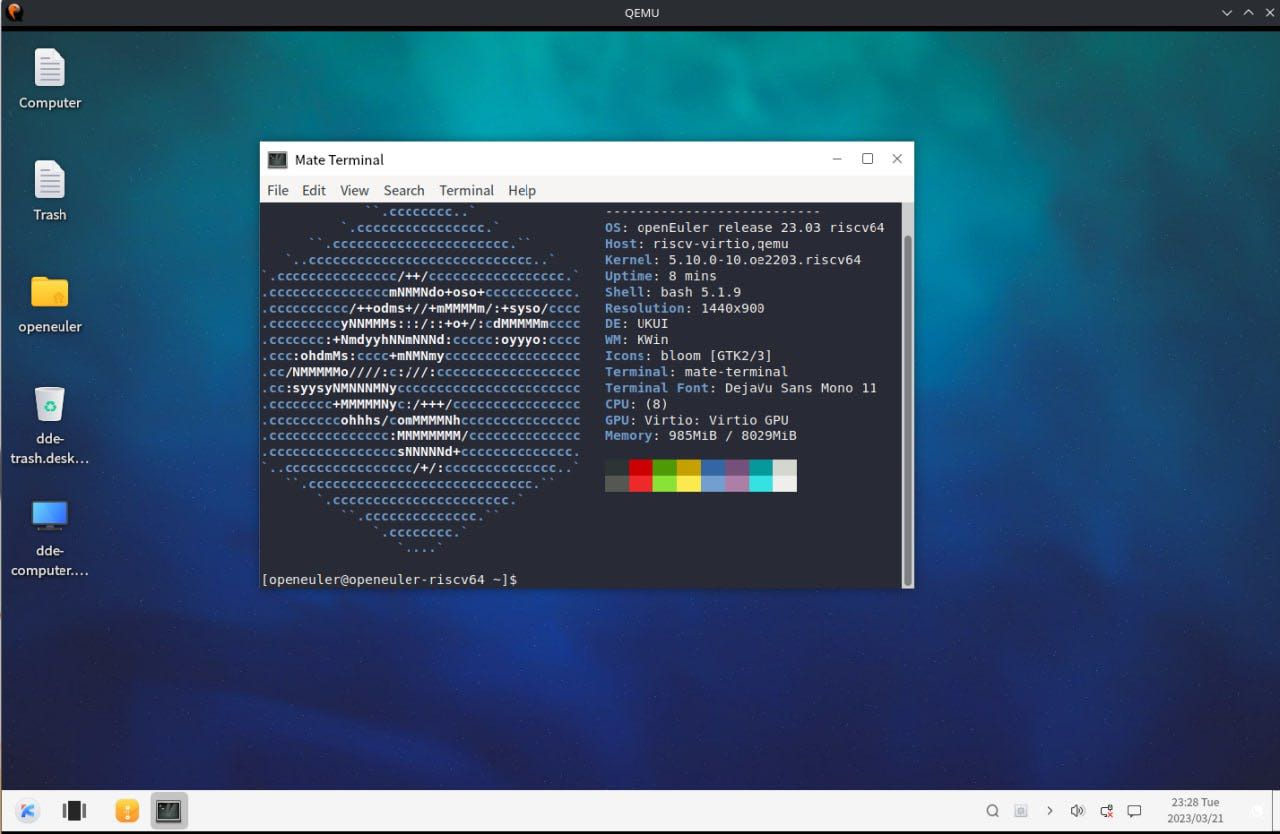 QEMU
Computer
Trash
openeuler
dde-
trash.desk...
dde-
computer....
Mate Terminal
File Edit View Search Terminal Help
``.cccccccc..`
`.cccccccccccccccc.`
``.cccccccccccccccccccccc.``
`..cccccccccccccccccccccccccccc..`
`.ccccccccccccccc/++/ccccccccccccccccc.`
.cccccccccccccccmNMMNdo+oso+ccccccccccc.
.cccccccccc/++odms+//+mMMMMm/:+syso/cccc
.cccccccccyNNMMMs:::/::+o+/:cdMMMMMmcccc
.ccccccc:+NmdyyhNNmNNNd:ccccc:oyyyo:cccc
.ccc:ohdmMs:cccc+mNMNmyccccccccccccccccc
.cc/NMMMMMo////:c:///:cccccccccccccccccc
.cc:syysyNMNNNMNyccccccccccccccccccccccc
.cccccccc+MMMMMNyc:/+++/cccccccccccccccc
.cccccccccohhhs/comMMMMNhccccccccccccccc
.ccccccccccccccc:MMMMMMMM/cccccccccccccc
.ccccccccccccccccsNNNNNd+cccccccccccccc.
`..cccccccccccccccc/+/:cccccccccccccc..`
``.cccccccccccccccccccccccccccc.``
`.cccccccccccccccccccccc.`
``.cccccccccccccc.``
`.cccccccc.`
`....`
---------------------------
OS: openEuler release 23.03 riscv64
Host: riscv-virtio,qemu
Kernel: 5.10.0-10.oe2203.riscv64
Uptime: 8 mins
Shell: bash 5.1.9
Resolution: 1440x900
DE: UKUI
WM: KWin
Icons: bloom [GTK2/3]
Terminal: mate-terminal
Terminal Font: DejaVu Sans Mono 11
CPU: (8)
GPU: Virtio: Virtio GPU
Memory: 985MiB / 8029MiB
[openeuler@openeuler-riscv64 ~]$
23:28 Tue
2023/03/21